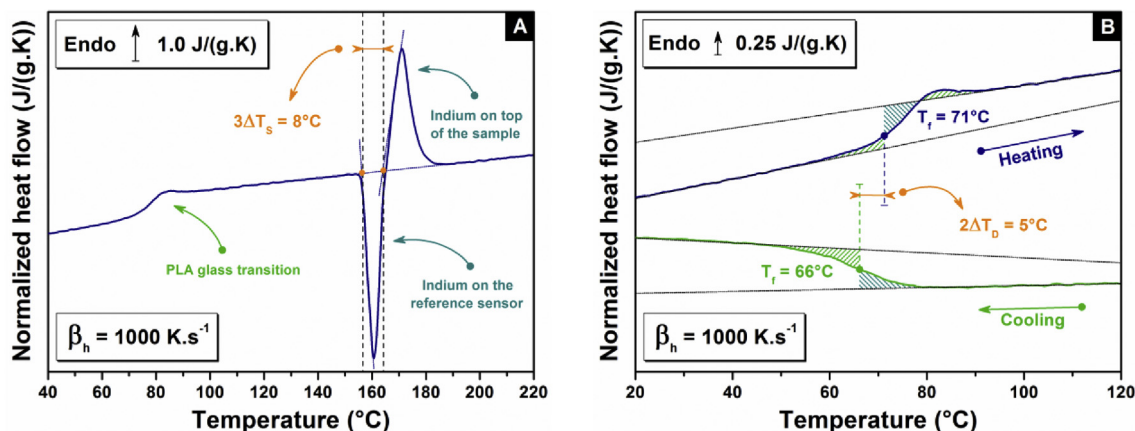 A
Endo 1.0 J/(g.K)
3ΔT_S = 8°C
Indium on top
of the sample
PLA glass transition
Indium on the
reference sensor
β_h = 1000 K.s⁻¹
Normalized heat flow (J/(g.K))
40 60 80 100 120 140 160 180 200 220
Temperature (°C)
B
Endo 0.25 J/(g.K)
T_f = 71°C
Heating
2ΔT_D = 5°C
T_f = 66°C
Cooling
β_h = 1000 K.s⁻¹
Normalized heat flow (J/(g.K))
20 40 60 80 100 120
Temperature (°C)